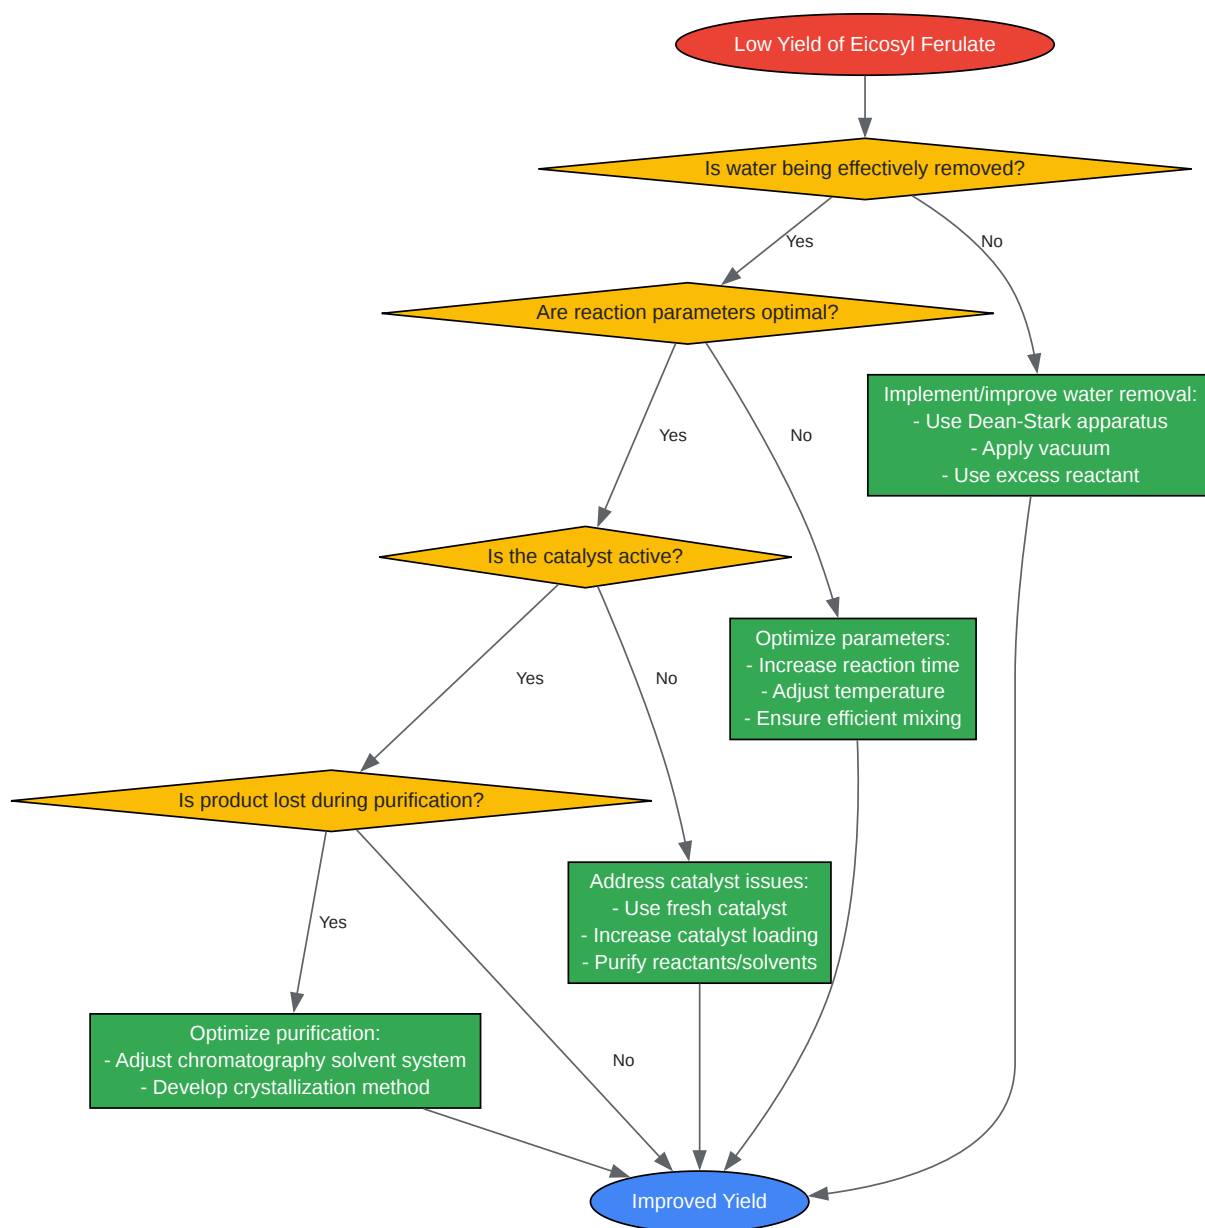 Low Yield of Eicosyl Ferulate
Is water being effectively removed?
Yes
No
Are reaction parameters optimal?
Implement/improve water removal:
- Use Dean-Stark apparatus
- Apply vacuum
- Use excess reactant
Yes
No
Is the catalyst active?
Optimize parameters:
- Increase reaction time
- Adjust temperature
- Ensure efficient mixing
Yes
No
Is product lost during purification?
Address catalyst issues:
- Use fresh catalyst
- Increase catalyst loading
- Purify reactants/solvents
Yes
No
Optimize purification:
- Adjust chromatography solvent system
- Develop crystallization method
Improved Yield